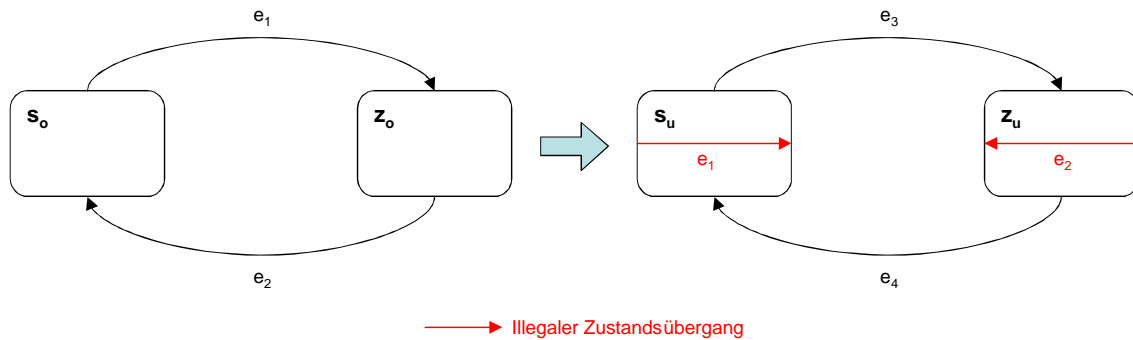 e₁ e₃
sₒ zₒ sᵤ zᵤ
e₁ e₂
e₂ e₄
Illegaler Zustandsübergang